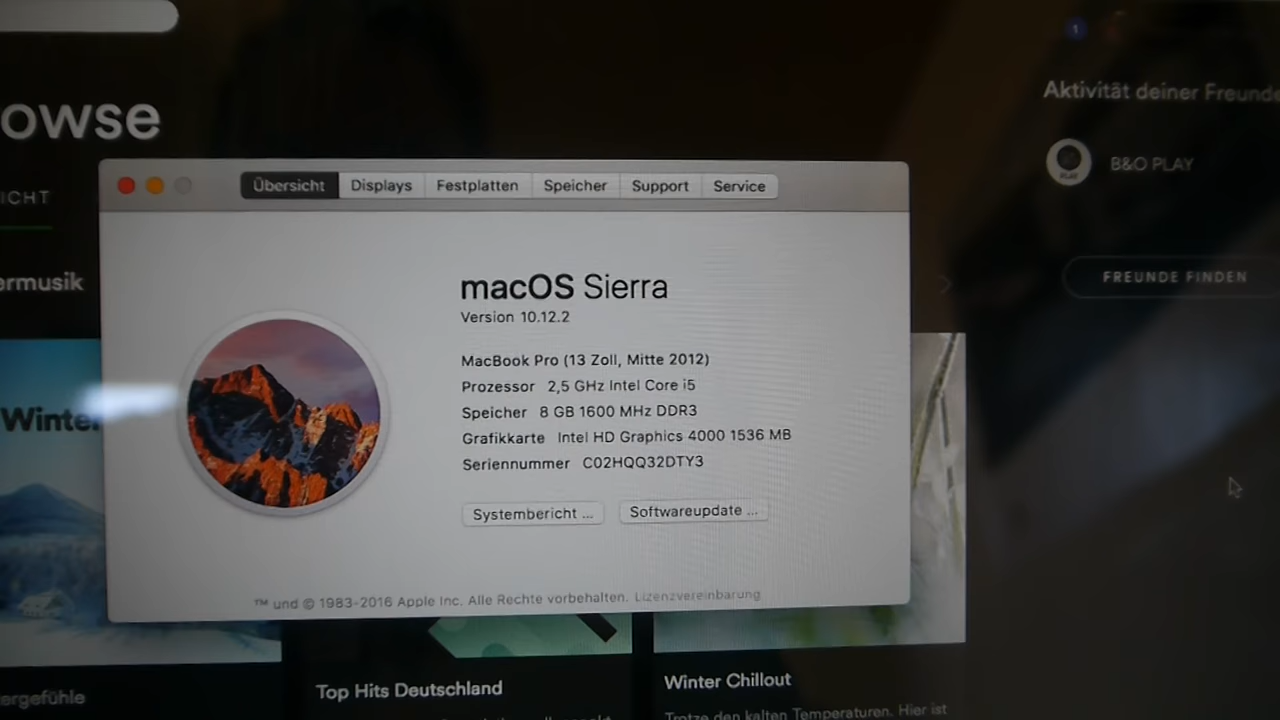 1
Aktivität deiner Freunde
owse
B&O PLAY
Übersicht Displays Festplatten Speicher Support Service
ICHT
FREUNDE FINDEN
ermusik
macOS Sierra
Version 10.12.2
MacBook Pro (13 Zoll, Mitte 2012)
Prozessor 2,5 GHz Intel Core i5
Speicher 8 GB 1600 MHz DDR3
Winter
Grafikkarte Intel HD Graphics 4000 1536 MB
Seriennummer C02HQQ32DTY3
Systembericht ... Softwareupdate ...
™ und © 1983-2016 Apple Inc. Alle Rechte vorbehalten. Lizenzvereinbarung
ergefühle
Top Hits Deutschland
Winter Chillout
Trotze den kalten Temperaturen. Hier ist